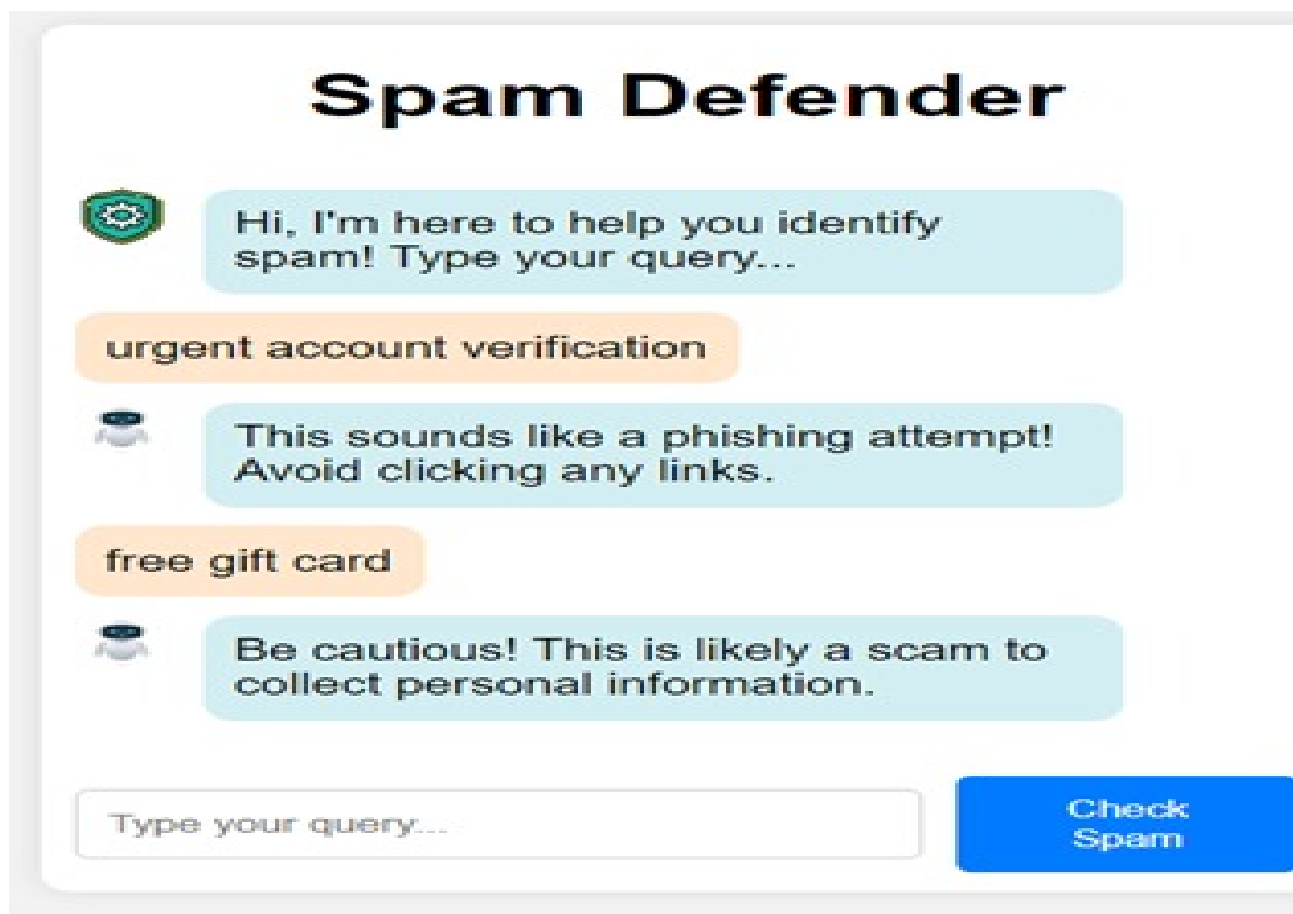 Spam Defender
Hi, I'm here to help you identify
spam! Type your query...
urgent account verification
This sounds like a phishing attempt!
Avoid clicking any links.
free gift card
Be cautious! This is likely a scam to
collect personal information.
Type your query...
Check
Spam